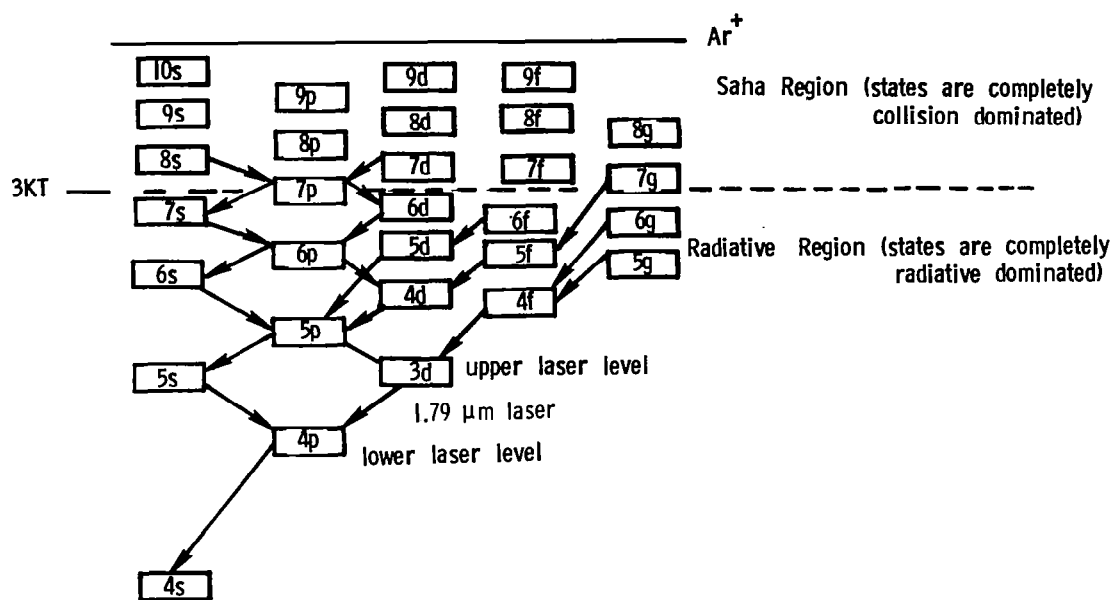 Ar+
10s
9d
9f
9p
Saha Region (states are completely
collision dominated)
9s
8d
8f
8g
8p
8s
7d
7f
7g
3KT
7p
7s
6d
6f
6g
5d
5f
Radiative Region (states are completely
radiative dominated)
6p
5g
6s
4d
4f
5p
5s
3d
upper laser level
1.79 μm laser
4p
lower laser level
4s